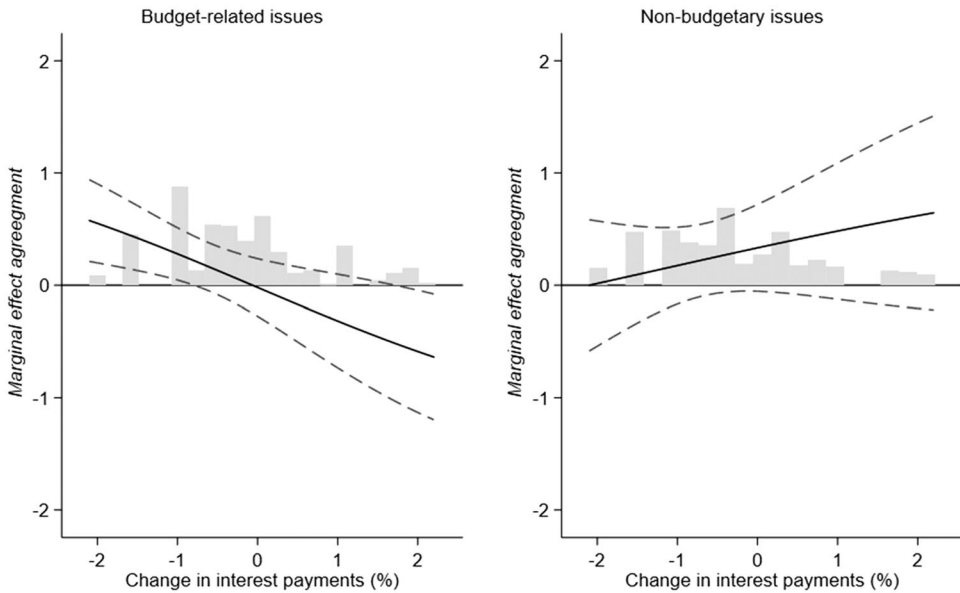 Budget-related issues
Non-budgetary issues
Marginal effect agreegment
2
1
0
-1
-2
-2 -1 0 1 2
Change in interest payments (%)
Marginal effect agreegment
2
1
0
-1
-2
-2 -1 0 1 2
Change in interest payments (%)